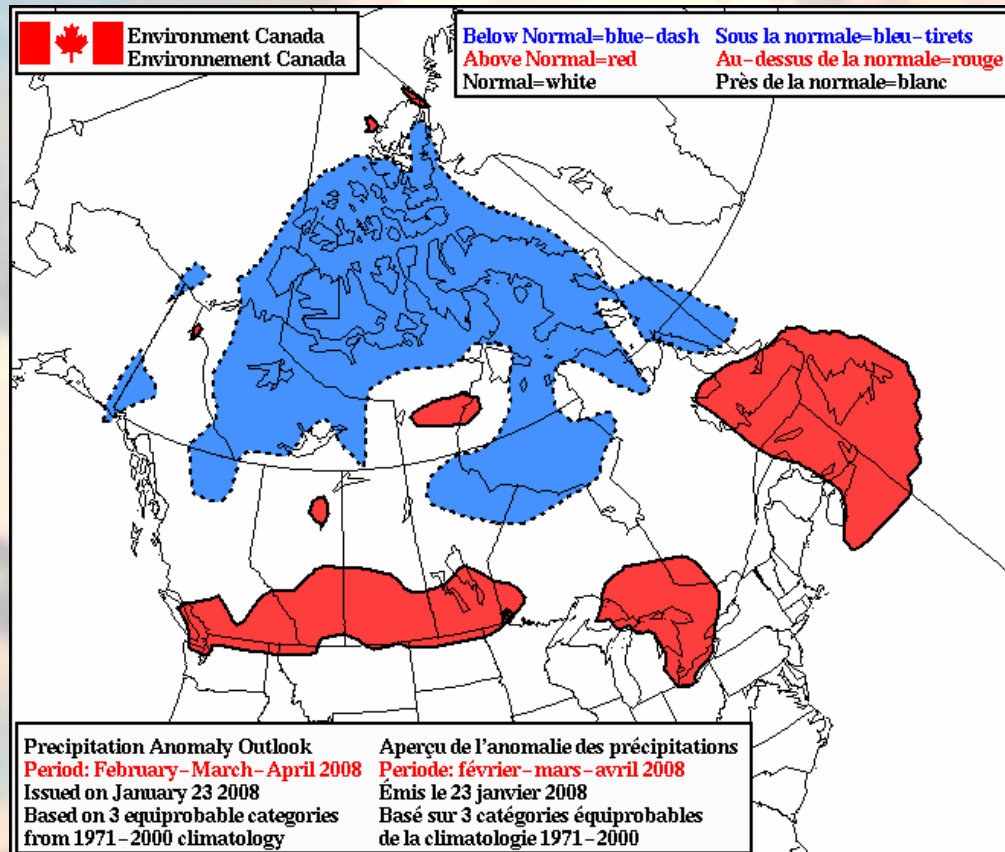 Environment Canada
Environnement Canada
Below Normal=blue-dash
Above Normal=red
Normal=white
Sous la normale=bleu-tirets
Au-dessus de la normale=rouge
Près de la normale=blanc
Precipitation Anomaly Outlook
Period: February-March-April 2008
Issued on January 23 2008
Based on 3 equiprobable categories
from 1971-2000 climatology
Aperçu de l'anomalie des précipitations
Periode: février-mars-avril 2008
Émis le 23 janvier 2008
Basé sur 3 catégories équiprobables
de la climatologie 1971-2000